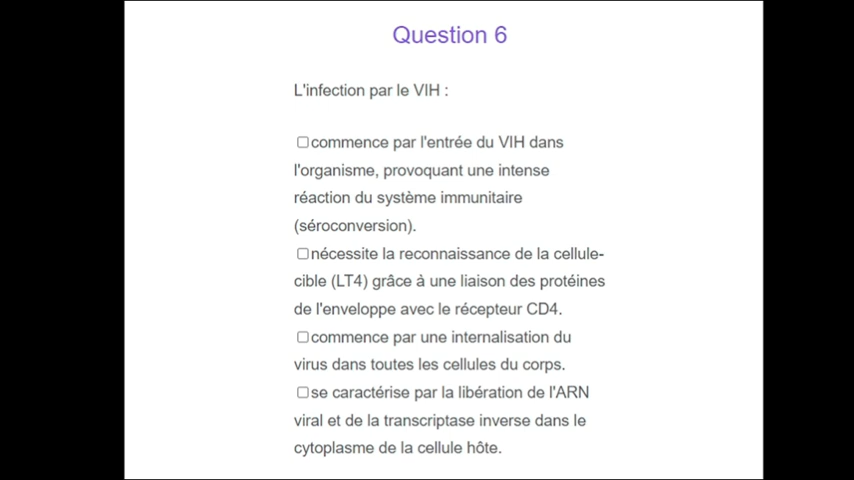 Question 6
L'infection par le VIH :
commence par l'entrée du VIH dans
l'organisme, provoquant une intense
réaction du système immunitaire
(séroconversion).
nécessite la reconnaissance de la cellule-
cible (LT4) grâce à une liaison des protéines
de l'enveloppe avec le récepteur CD4.
commence par une internalisation du
virus dans toutes les cellules du corps.
se caractérise par la libération de l'ARN
viral et de la transcriptase inverse dans le
cytoplasme de la cellule hôte.